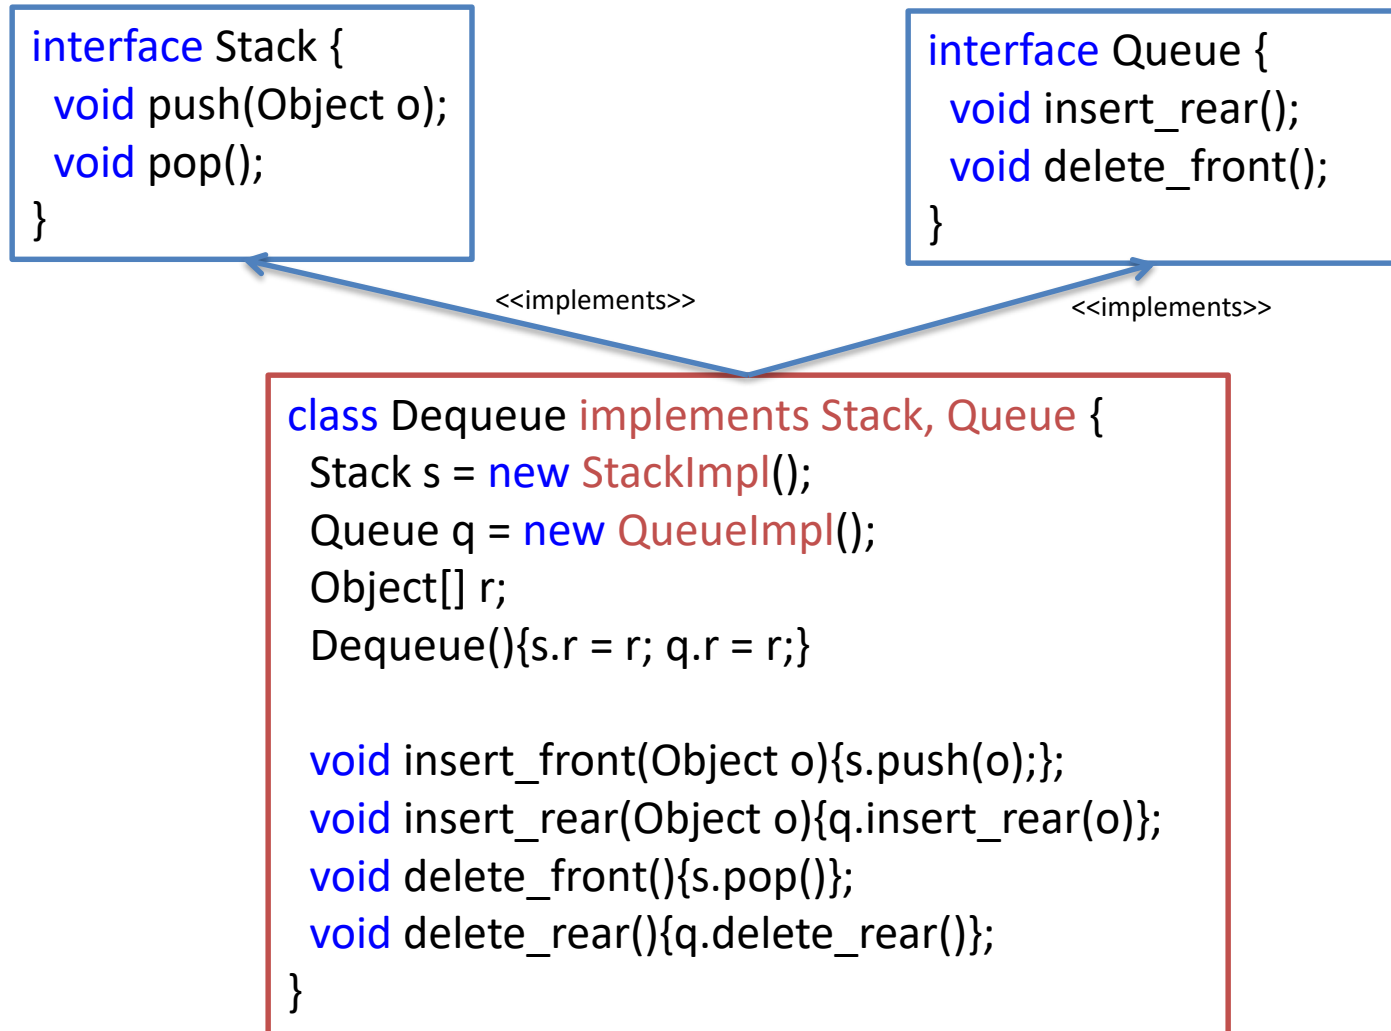 interface Stack {
void push(Object o);
void pop();
}
interface Queue {
void insert_rear();
void delete_front();
}
<<implements>>
<<implements>>
class Dequeue implements Stack, Queue {
Stack s = new StackImpl();
Queue q = new QueueImpl();
Object[] r;
Dequeue(){s.r = r; q.r = r;}
void insert_front(Object o){s.push(o);};
void insert_rear(Object o){q.insert_rear(o)};
void delete_front(){s.pop()};
void delete_rear(){q.delete_rear()};
}